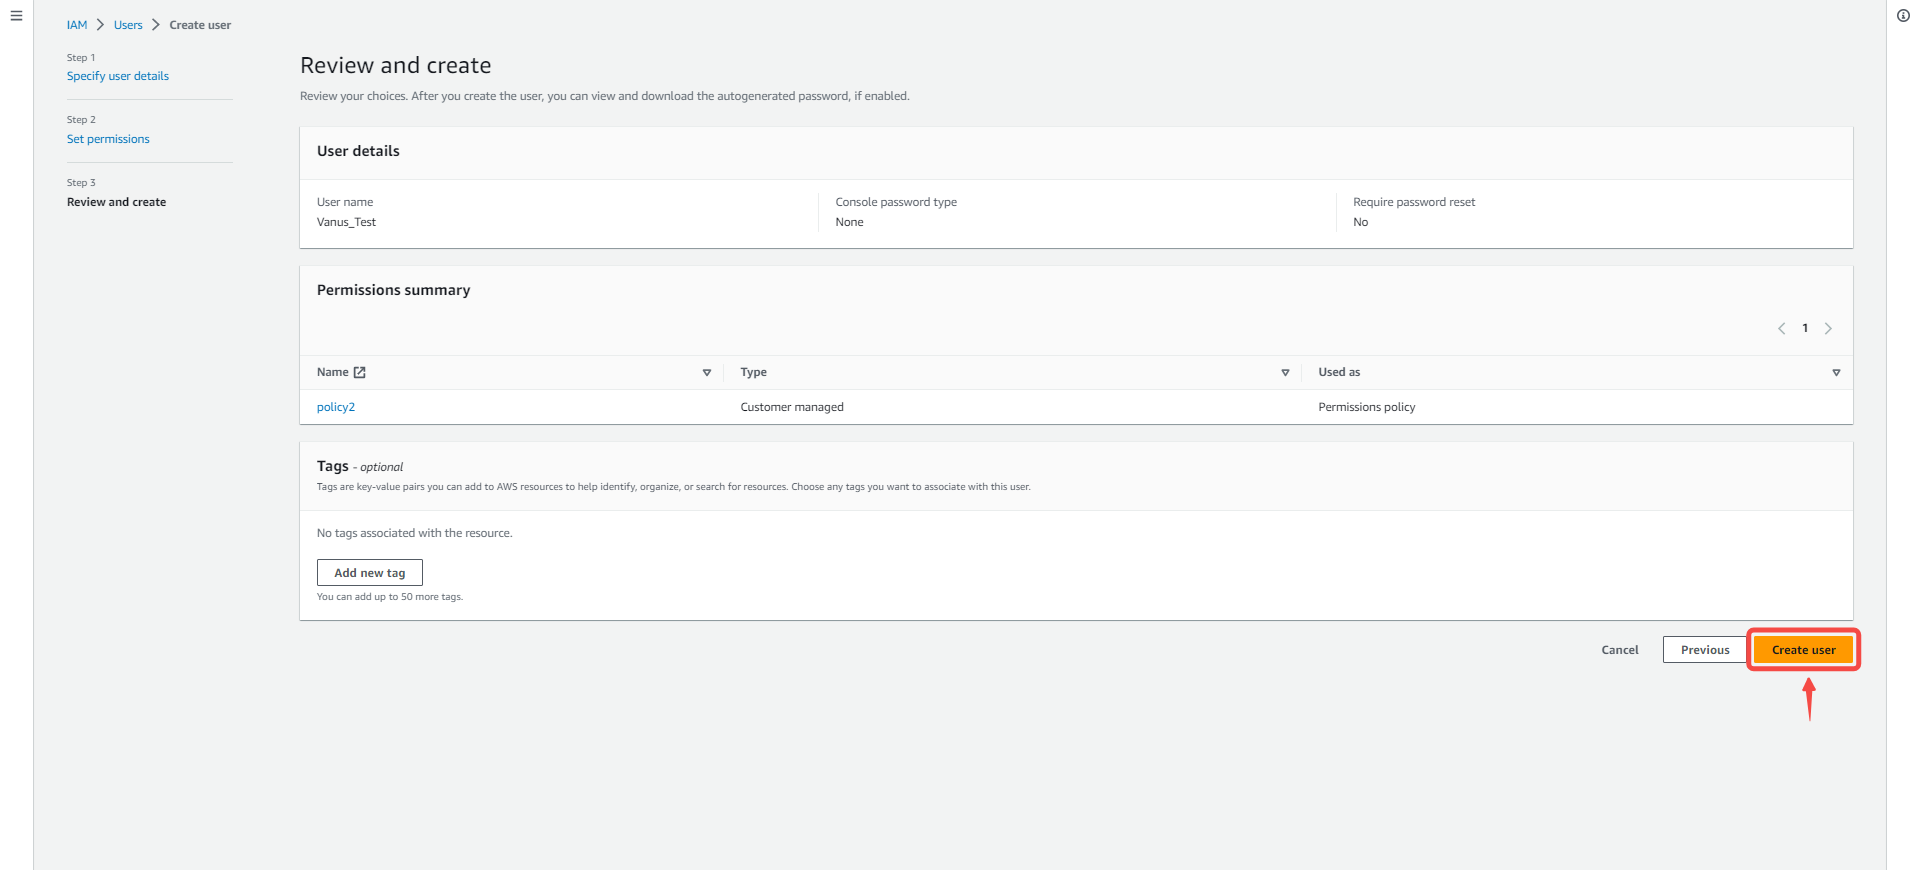 IAM > Users > Create user
Step 1
Specify user details
Step 2
Set permissions
Step 3
Review and create
Review and create
Review your choices. After you create the user, you can view and download the autogenerated password, if enabled.
User details
User name
Vanus_Test
Console password type
None
Require password reset
No
Permissions summary
1
Name Type Used as
policy2 Customer managed Permissions policy
Tags - optional
Tags are key-value pairs you can add to AWS resources to help identify, organize, or search for resources. Choose any tags you want to associate with this user.
No tags associated with the resource.
Add new tag
You can add up to 50 more tags.
Cancel Previous Create user